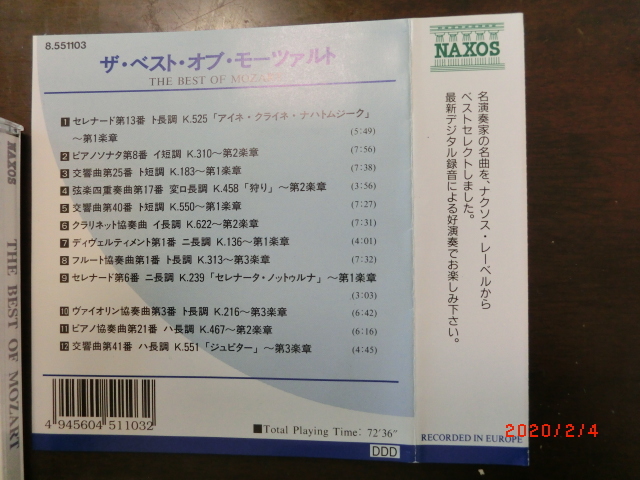 8.551103
ザ・ベスト・オブ・モーツァルト
THE BEST OF MOZART
1 セレナード第13番 ト長調 K.525「アイネ・クライネ・ナハトムジーク」
～第1楽章 (5:49)
2 ピアノソナタ第8番 イ短調 K.310～第2楽章 (7:56)
3 交響曲第25番 ト短調 K.183～第1楽章 (7:38)
4 弦楽四重奏曲第17番 変ロ長調 K.458「狩り」～第2楽章 (3:56)
5 交響曲第40番 ト短調 K.550～第1楽章 (7:27)
6 クラリネット協奏曲 イ長調 K.622～第2楽章 (7:31)
7 ディヴェルティメント第1番 ニ長調 K.136～第1楽章 (4:01)
8 フルート協奏曲第1番 ト長調 K.313～第3楽章 (7:32)
9 セレナード第6番 ニ長調 K.239「セレナータ・ノットゥルナ」～第1楽章
(3:03)
10 ヴァイオリン協奏曲第3番 ト長調 K.216～第3楽章 (6:42)
11 ピアノ協奏曲第21番 ハ長調 K.467～第2楽章 (6:16)
12 交響曲第41番 ハ長調 K.551「ジュピター」～第3楽章 (4:45)
4 945604 511032
■Total Playing Time: 72'36"
DDD
NAXOS
名演奏家の名曲を、ナクソス・レーベルから
ベストセレクトしました。
最新デジタル録音による好演奏でお楽しみ下さい。
RECORDED IN EUROPE
NAXOS
THE BEST OF MOZART
2020/2/4